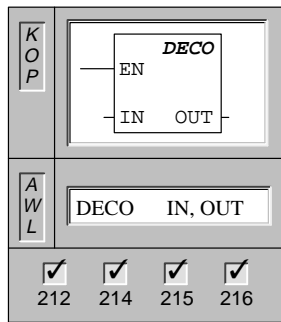 K
O
P
DECO
EN
IN OUT
A
W
L
DECO IN, OUT
212 214 215 216